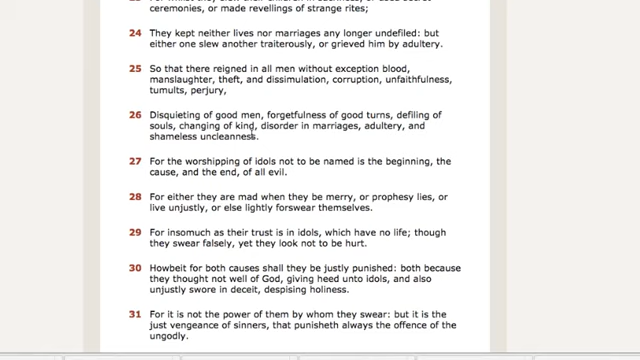 ceremonies, or made revellings of strange rites;
24 They kept neither lives nor marriages any longer undefiled: but
either one slew another traiterously, or grieved him by adultery.
25 So that there reigned in all men without exception blood,
manslaughter, theft, and dissimulation, corruption, unfaithfulness,
tumults, perjury,
26 Disquieting of good men, forgetfulness of good turns, defiling of
souls, changing of kind, disorder in marriages, adultery, and
shameless uncleanness.
27 For the worshipping of idols not to be named is the beginning, the
cause, and the end, of all evil.
28 For either they are mad when they be merry, or prophesy lies, or
live unjustly, or else lightly forswear themselves.
29 For insomuch as their trust is in idols, which have no life; though
they swear falsely, yet they look not to be hurt.
30 Howbeit for both causes shall they be justly punished: both because
they thought not well of God, giving heed unto idols, and also
unjustly swore in deceit, despising holiness.
31 For it is not the power of them by whom they swear: but it is the
just vengeance of sinners, that punisheth always the offence of the
ungodly.